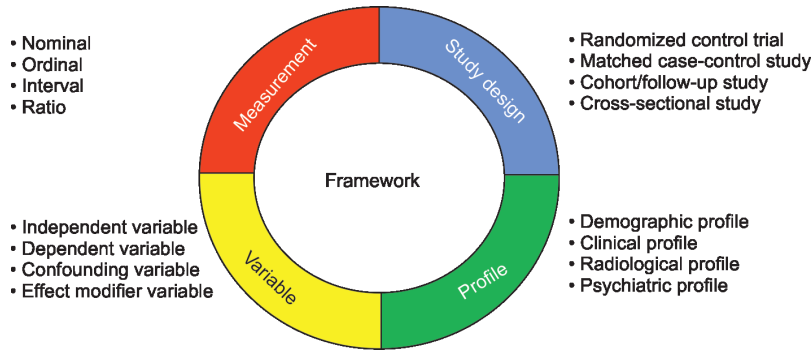 • Nominal
• Ordinal
• Interval
• Ratio
Measurement
Study design
• Randomized control trial
• Matched case-control study
• Cohort/follow-up study
• Cross-sectional study
Framework
• Independent variable
• Dependent variable
• Confounding variable
• Effect modifier variable
Variable
Profile
• Demographic profile
• Clinical profile
• Radiological profile
• Psychiatric profile